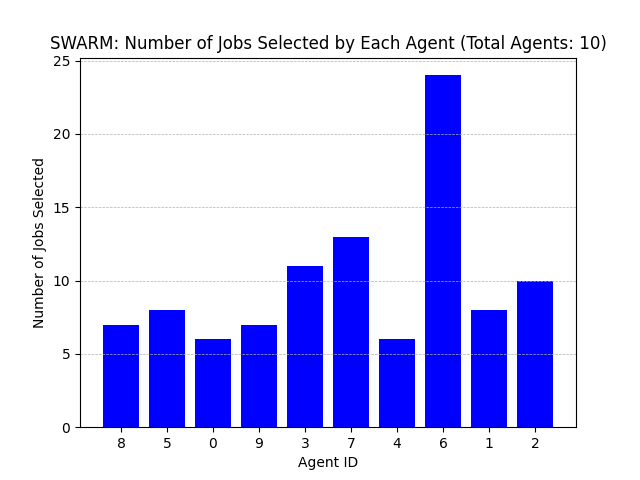 SWARM: Number of Jobs Selected by Each Agent (Total Agents: 10)
25
20
15
10
5
0
Number of Jobs Selected
8 5 0 9 3 7 4 6 1 2
Agent ID